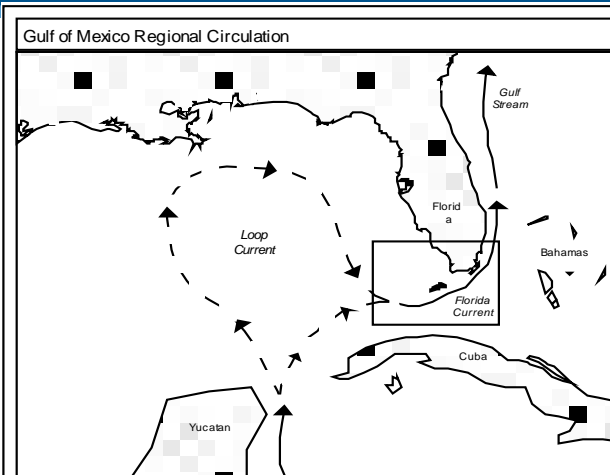 Gulf of Mexico Regional Circulation
Gulf
Stream
Florid
a
Loop
Current
Bahamas
Florida
Current
Cuba
Yucatan